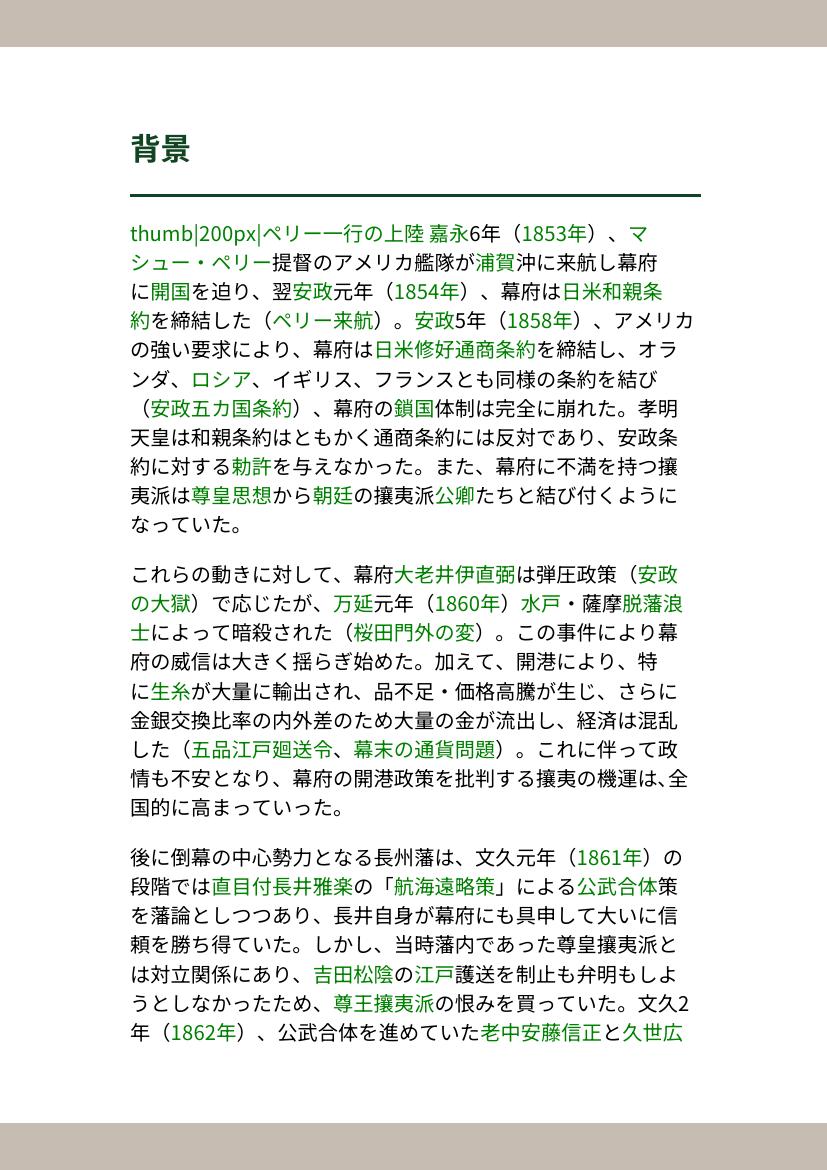 背景
thumb|200px|ペリー一行の上陸 嘉永6年（1853年）、マ
シュー・ペリー提督のアメリカ艦隊が浦賀沖に来航し幕府
に開国を迫り、翌安政元年（1854年）、幕府は日米和親条
約を締結した（ペリー来航）。安政5年（1858年）、アメリカ
の強い要求により、幕府は日米修好通商条約を締結し、オラ
ンダ、ロシア、イギリス、フランスとも同様の条約を結び
（安政五カ国条約）、幕府の鎖国体制は完全に崩れた。孝明
天皇は和親条約はともかく通商条約には反対であり、安政条
約に対する勅許を与えなかった。また、幕府に不満を持つ攘
夷派は尊皇思想から朝廷の攘夷派公卿たちと結び付くように
なっていた。
これらの動きに対して、幕府大老井伊直弼は弾圧政策（安政
の大獄）で応じたが、万延元年（1860年）水戸・薩摩脱藩浪
士によって暗殺された（桜田門外の変）。この事件により幕
府の威信は大きく揺らぎ始めた。加えて、開港により、特
に生糸が大量に輸出され、品不足・価格高騰が生じ、さらに
金銀交換比率の内外差のため大量の金が流出し、経済は混乱
した（五品江戸廻送令、幕末の通貨問題）。これに伴って政
情も不安となり、幕府の開港政策を批判する攘夷の機運は、全
国的に高まっていった。
後に倒幕の中心勢力となる長州藩は、文久元年（1861年）の
段階では直目付長井雅楽の「航海遠略策」による公武合体策
を藩論としつつあり、長井自身が幕府にも具申して大いに信
頼を勝ち得ていた。しかし、当時藩内であった尊皇攘夷派と
は対立関係にあり、吉田松陰の江戸護送を制止も弁明もしよ
うとしなかったため、尊王攘夷派の恨みを買っていた。文久2
年（1862年）、公武合体を進めていた老中安藤信正と久世広